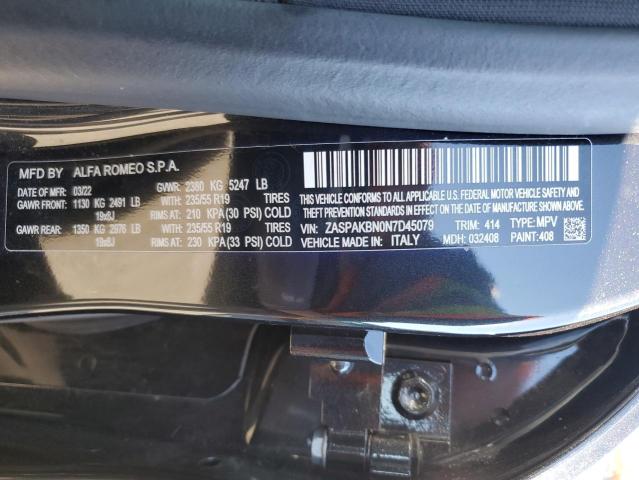 MFD BY ALFA ROMEO S.P.A.
DATE OF MFR 03/22 GVWR: 2380 KG 5247 LB
GAWR FRONT: 1130 KG 2491 LB WITH: 235/55 R19 TIRES
19x8J RIMS AT: 210 KPA(30 PSI) COLD
GAWR REAR: 1350 KG 2976 LB WITH: 235/55 R19 TIRES
19x8J RIMS AT: 230 KPA(33 PSI) COLD
THIS VEHICLE CONFORMS TO ALL APPLICABLE U.S. FEDERAL MOTOR VEHICLE
SAFETY, BUMPER, AND THEFT PREVENTION STANDARDS IN EFFECT
ON THE DATE OF MANUFACTURE SHOWN ABOVE.
VIN: ZASPAKBN0N7D45079 TRIM: 414 TYPE: MPV
VEHICLE MADE IN: ITALY MDH: 032408 PAINT: 408